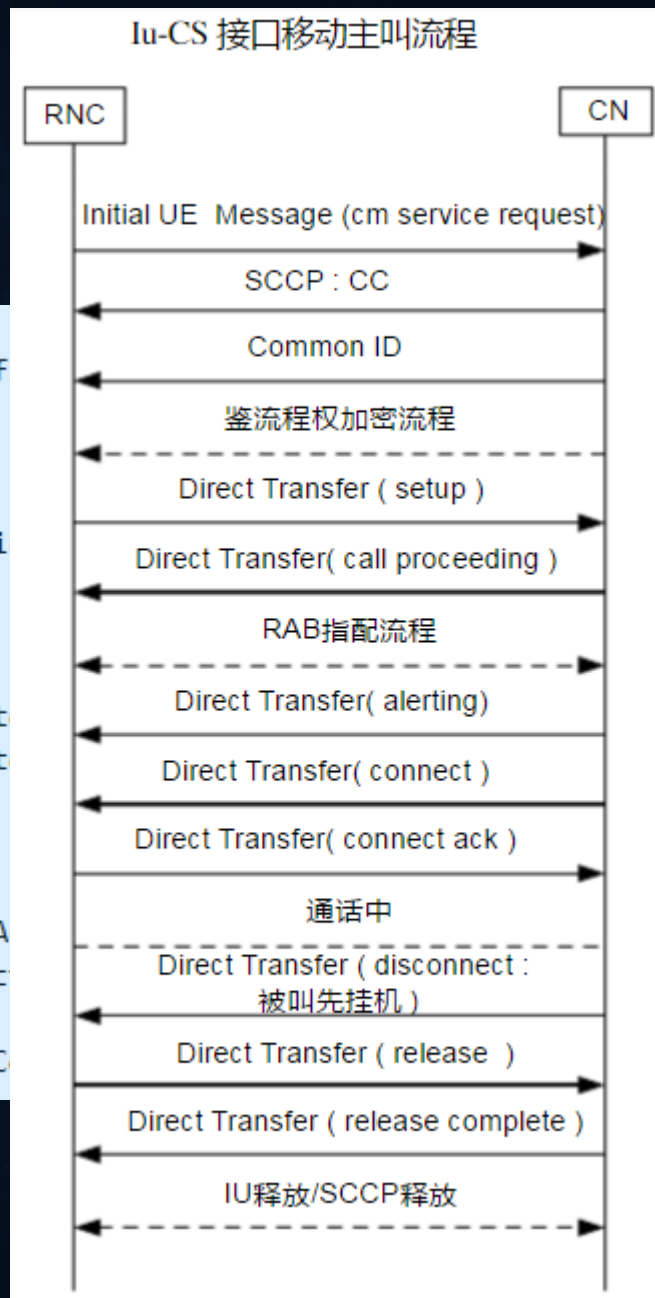 Iu-CS 接口移动主叫流程
RNC
CN
Initial UE Message (cm service request)
SCCP : CC
Common ID
鉴流程权加密流程
Direct Transfer ( setup )
Direct Transfer( call proceeding )
RAB指配流程
Direct Transfer( alerting)
Direct Transfer( connect )
Direct Transfer( connect ack )
通话中
Direct Transfer ( disconnect :
被叫先挂机 )
Direct Transfer ( release )
Direct Transfer ( release complete )
IU释放/SCCP释放